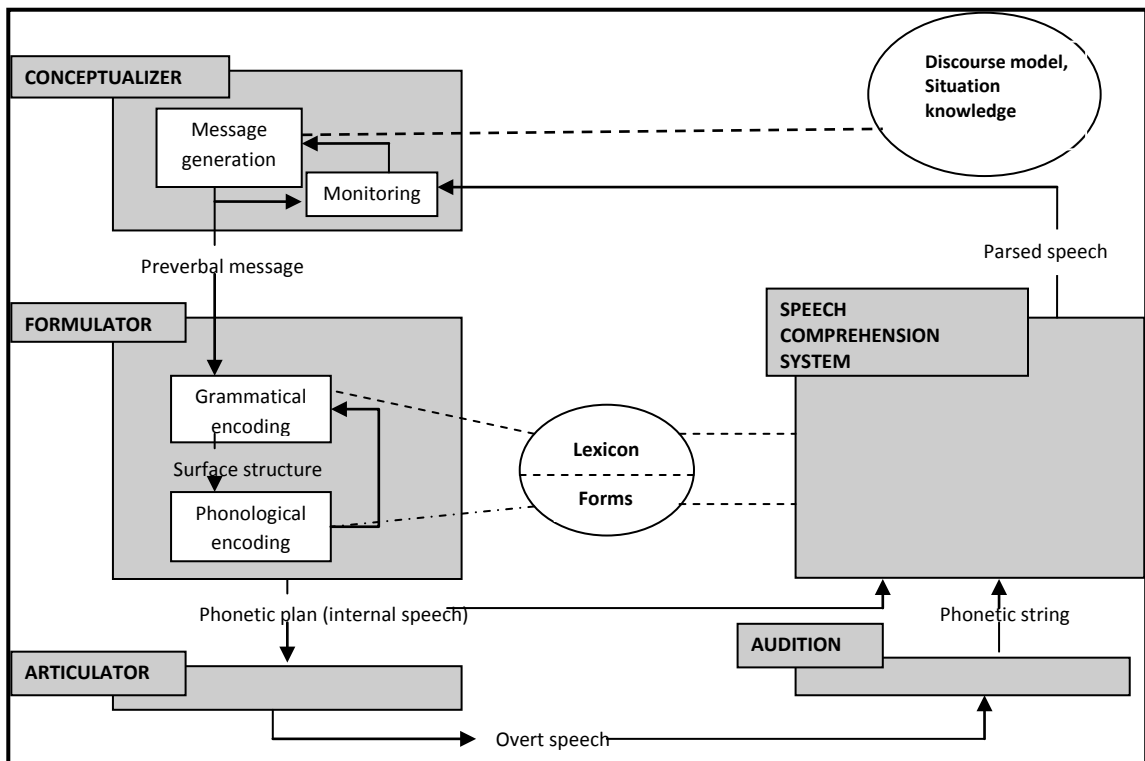 CONCEPTUALIZER
Message
generation
Monitoring
Discourse model,
Situation
knowledge
Preverbal message
Parsed speech
FORMULATOR
Grammatical
encoding
Surface structure
Phonological
encoding
Lexicon
Forms
SPEECH
COMPREHENSION
SYSTEM
Phonetic plan (internal speech)
Phonetic string
ARTICULATOR
AUDITION
Overt speech